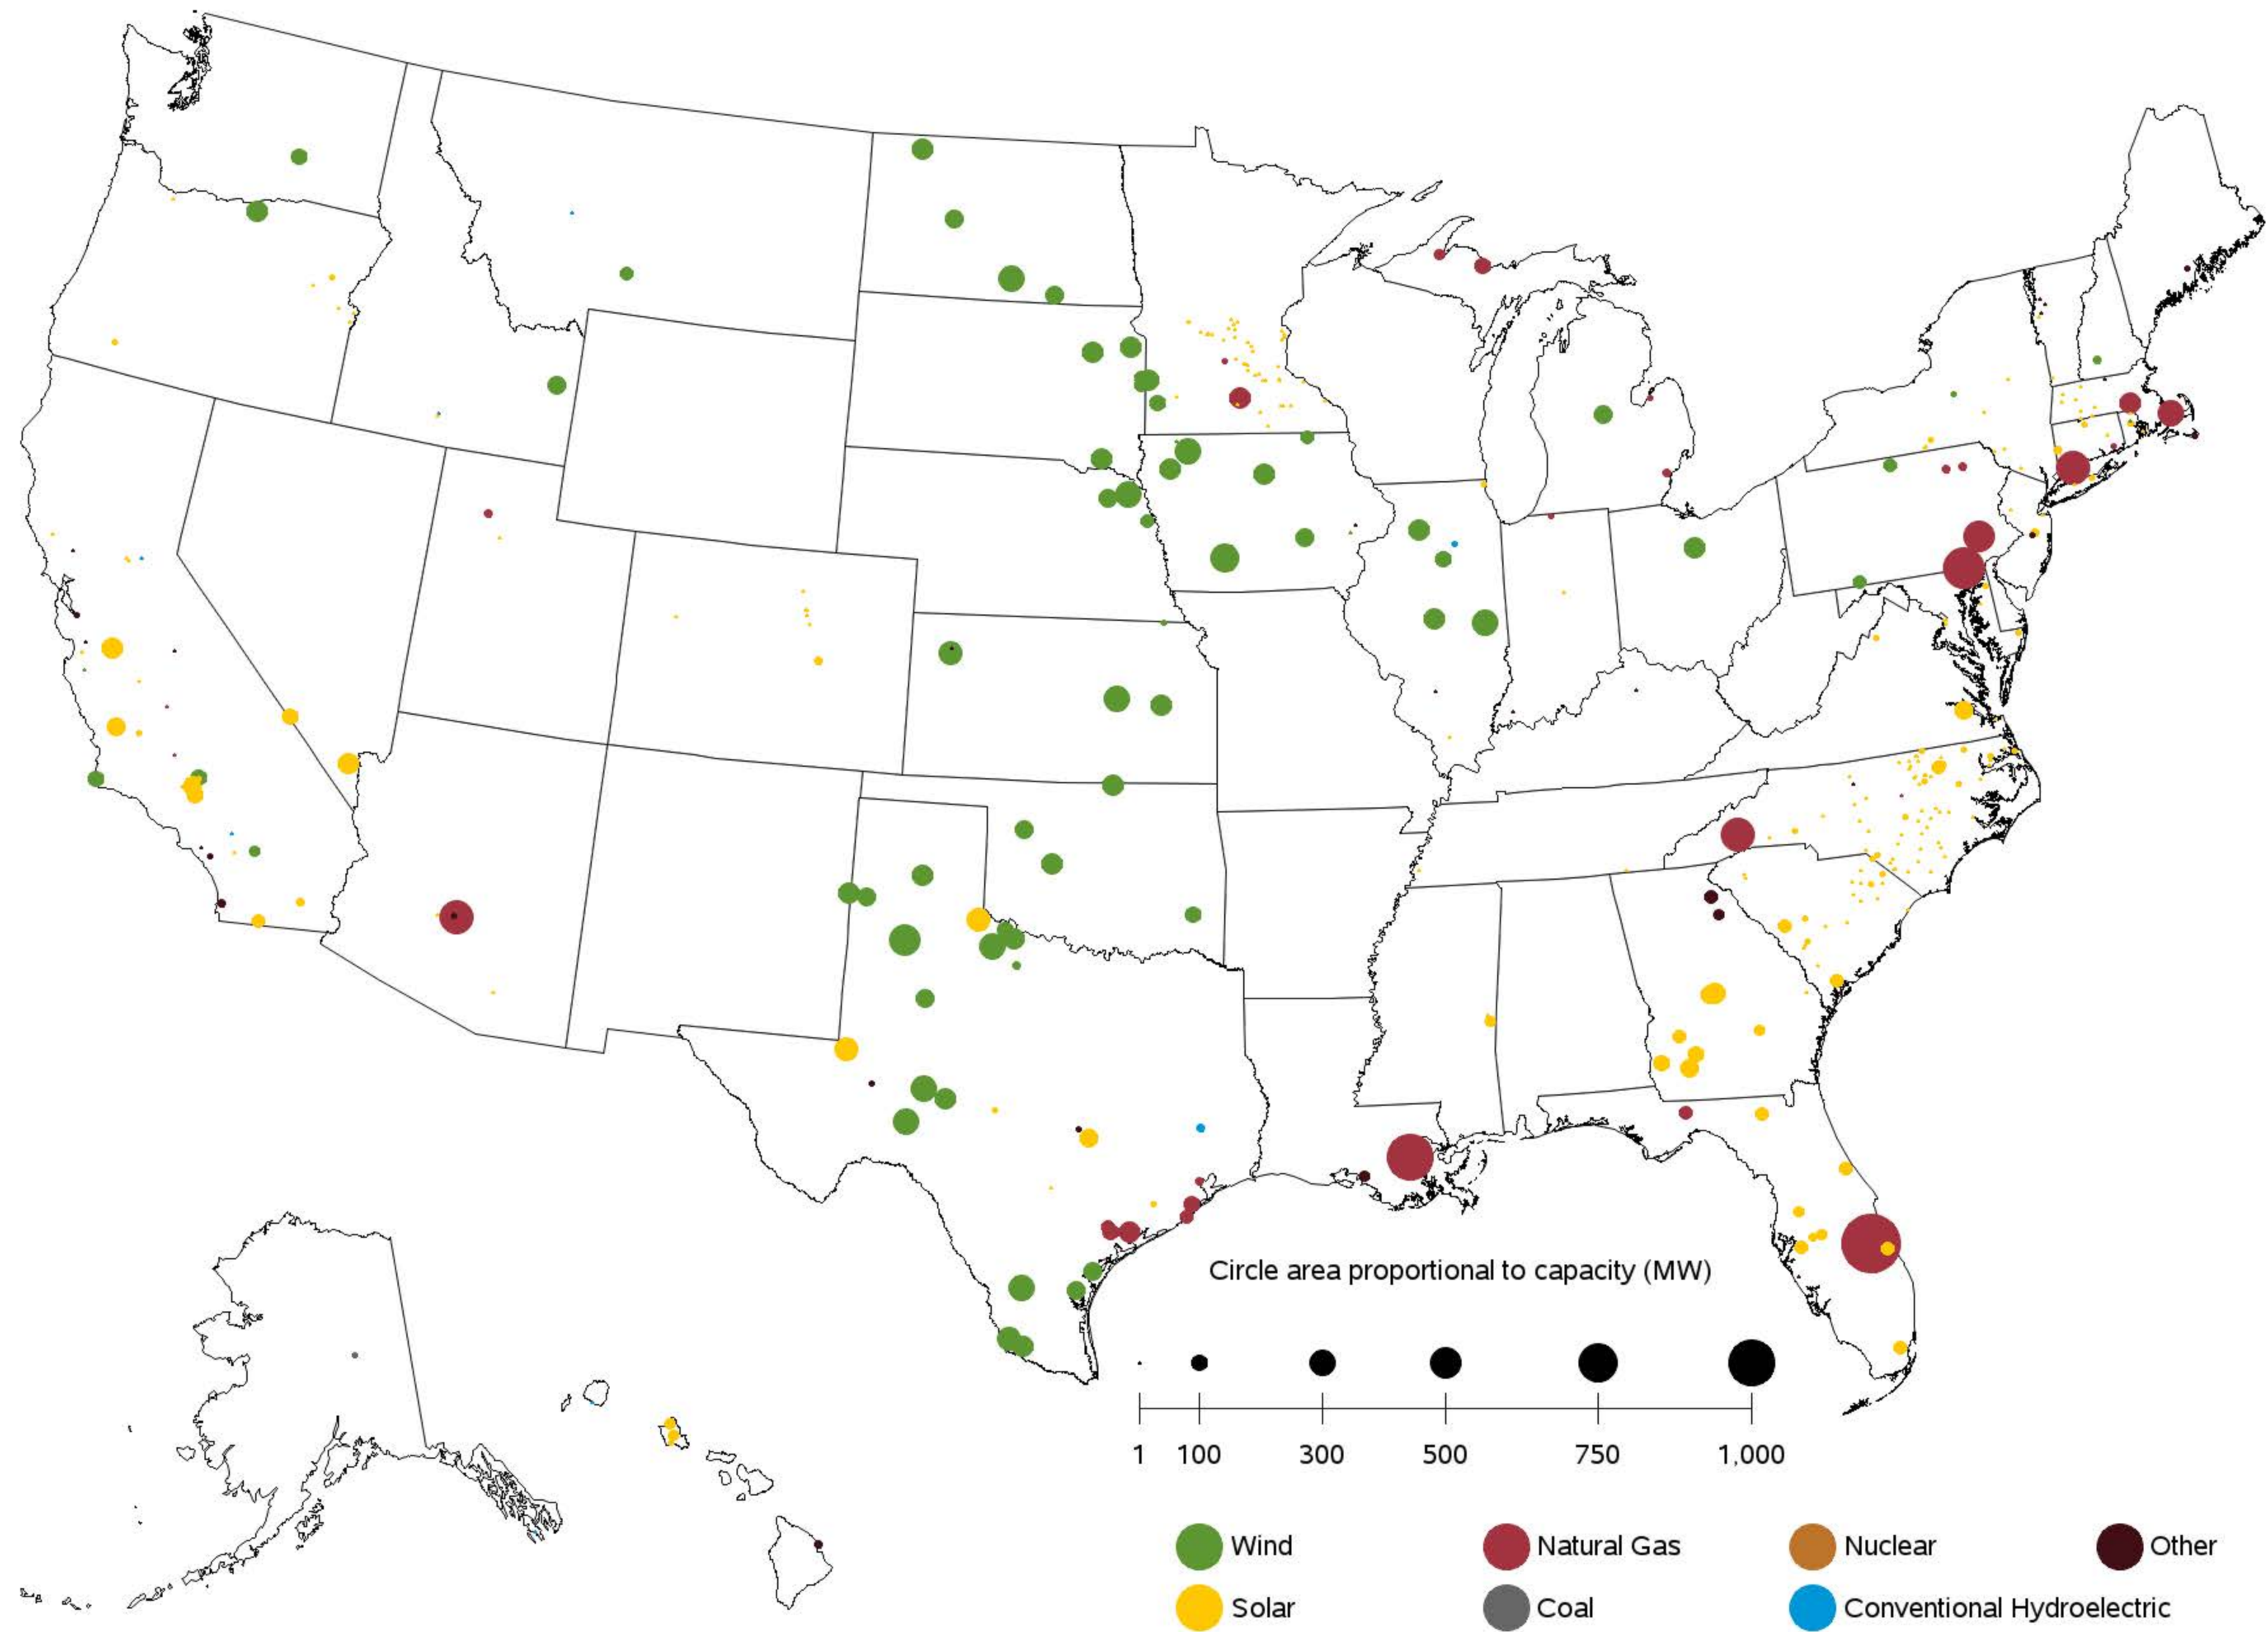 Circle area proportional to capacity (MW)
1 100 300 500 750 1,000
Wind Natural Gas Nuclear Other
Solar Coal Conventional Hydroelectric